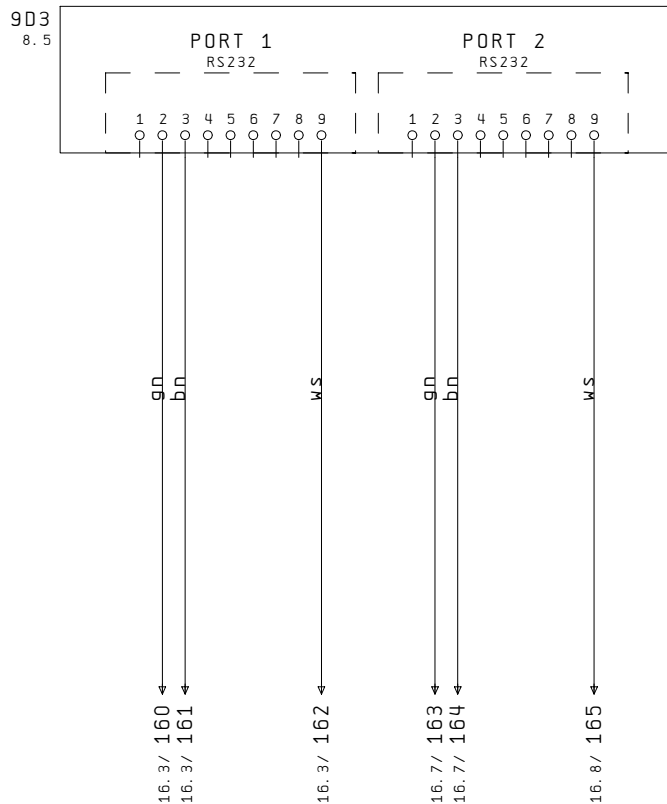 9D3
8.5
PORT 1
PORT 2
RS232
RS232
1 2 3 4 5 6 7 8 9
1 2 3 4 5 6 7 8 9
gn
bn
ws
gn
bn
ws
16.3/ 160
16.3/ 161
16.3/ 162
16.7/ 163
16.7/ 164
16.8/ 165